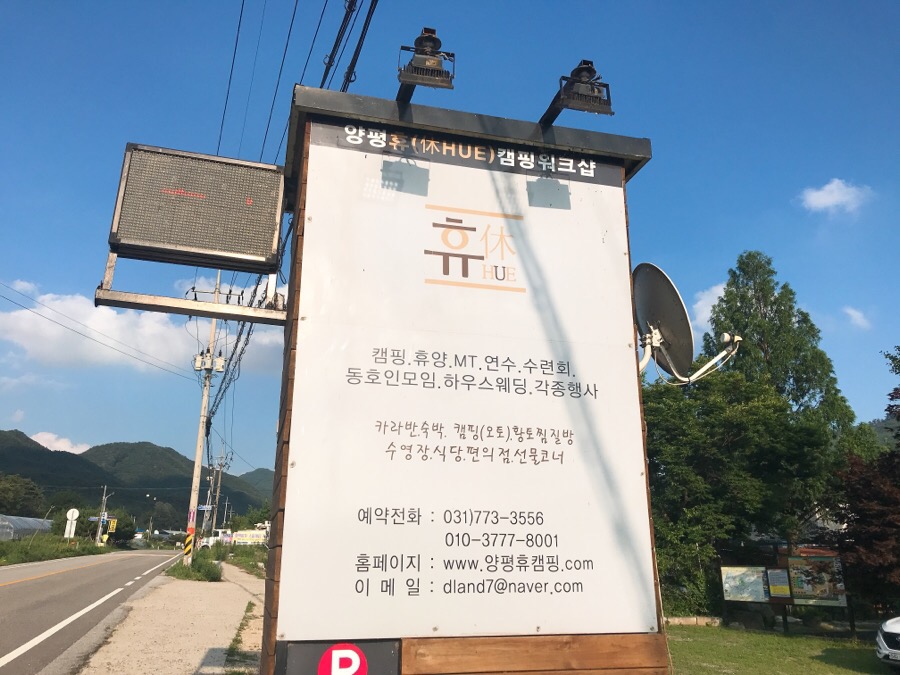 양평휴(休HUE)캠핑워크샵
휴休
HUE
캠핑.휴양.MT.연수.수련회.
동호인모임.하우스웨딩.각종행사
카라반.숙박. 캠핑(오토).황토찜질방
수영장.식당.편의점.선물코너
예약전화 : 031)773-3556
010-3777-8001
홈페이지 : www.양평휴캠핑.com
이 메 일 : dland7@naver.com
P